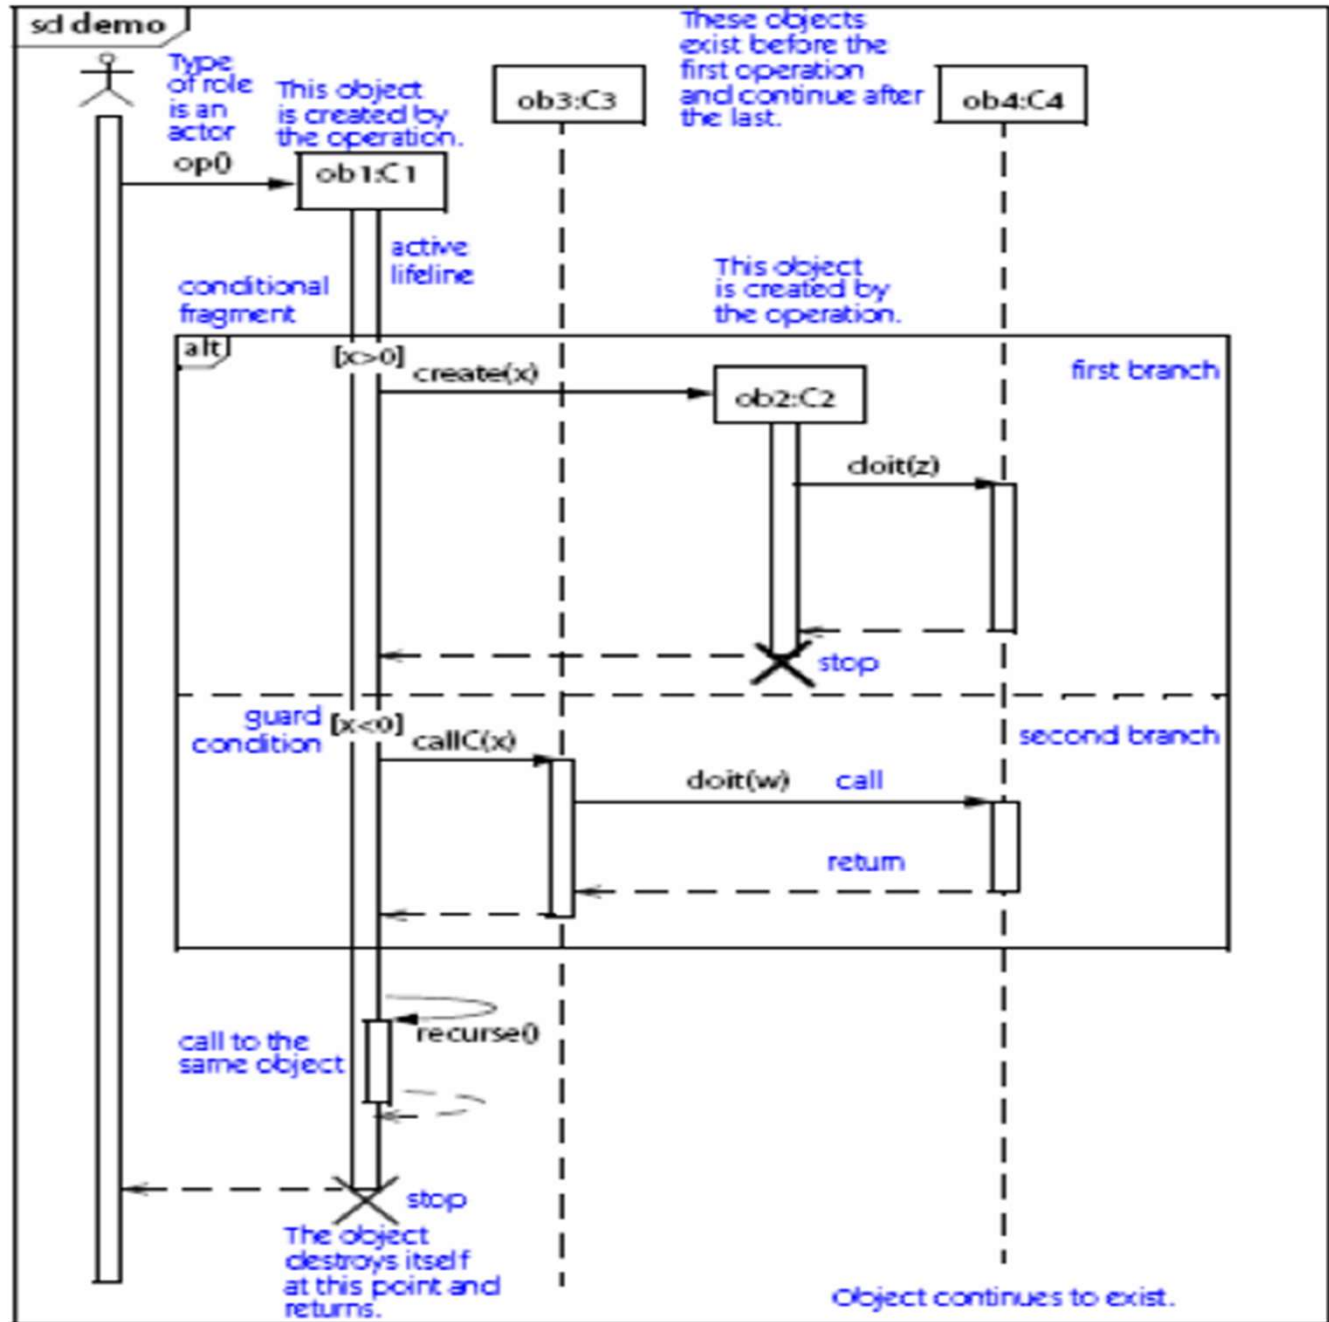 sd demo
Type
of role
is an
actor
This object
is created by
the operation.
These objects
exist before the
first operation
and continue after
the last.
ob3:C3
ob4:C4
op()
ob1:C1
active
lifeline
conditional
fragment
This object
is created by
the operation.
alt
[x>0]
create(x)
first branch
ob2:C2
doit(z)
stop
guard
condition
[x<0]
callC(x)
second branch
doit(w)
call
return
recurse()
call to the
same object
stop
The object
destroys itself
at this point and
returns.
Object continues to exist.